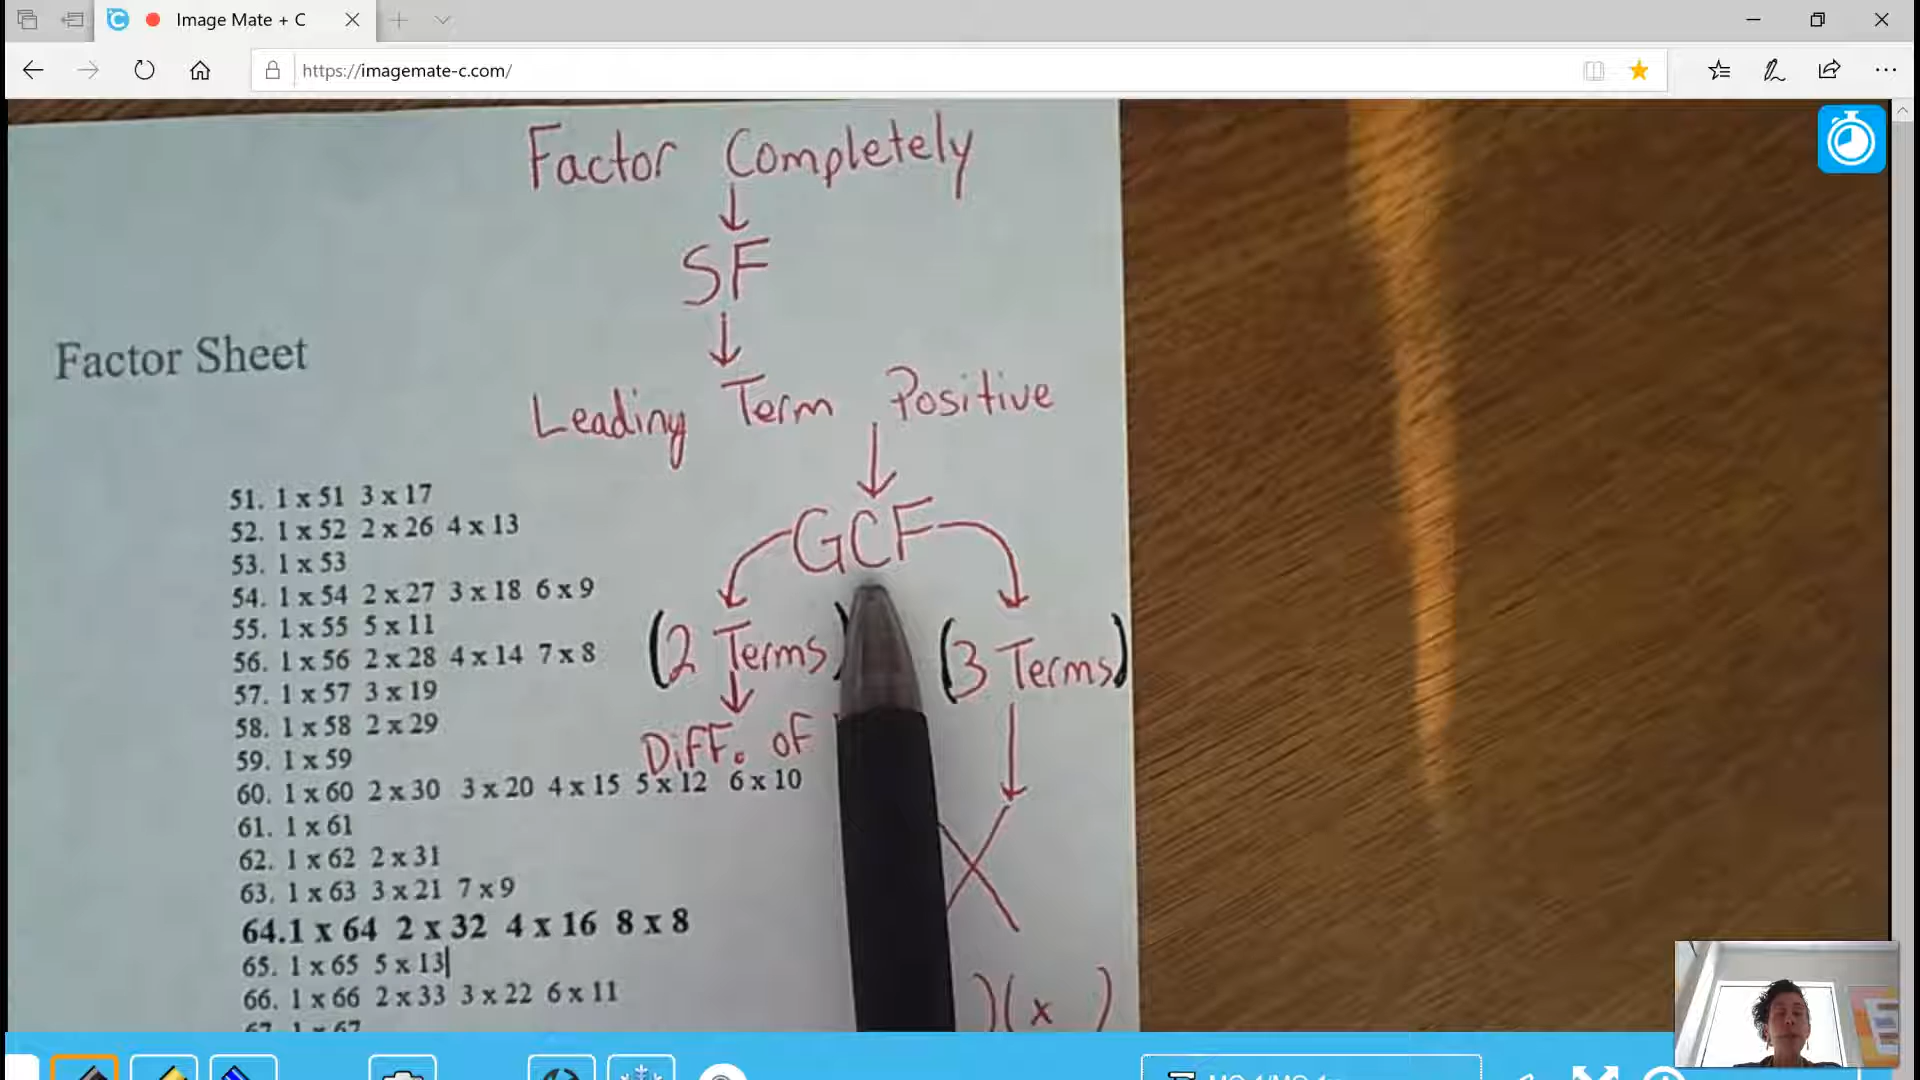 Image Mate + C
https://imagemate-c.com/
Factor Completely
SF
Factor Sheet
Leading Term Positive
GCF
51. 1 x 51 3 x 17
52. 1 x 52 2 x 26 4 x 13
53. 1 x 53
54. 1 x 54 2 x 27 3 x 18 6 x 9
55. 1 x 55 5 x 11
56. 1 x 56 2 x 28 4 x 14 7 x 8
(2 Terms) (3 Terms)
57. 1 x 57 3 x 19
58. 1 x 58 2 x 29
Diff. of
59. 1 x 59
60. 1 x 60 2 x 30 3 x 20 4 x 15 5 x 12 6 x 10
61. 1 x 61
62. 1 x 62 2 x 31
63. 1 x 63 3 x 21 7 x 9
64.1 x 64 2 x 32 4 x 16 8 x 8
65. 1 x 65 5 x 13
66. 1 x 66 2 x 33 3 x 22 6 x 11
)(x )
67. 1 x 67